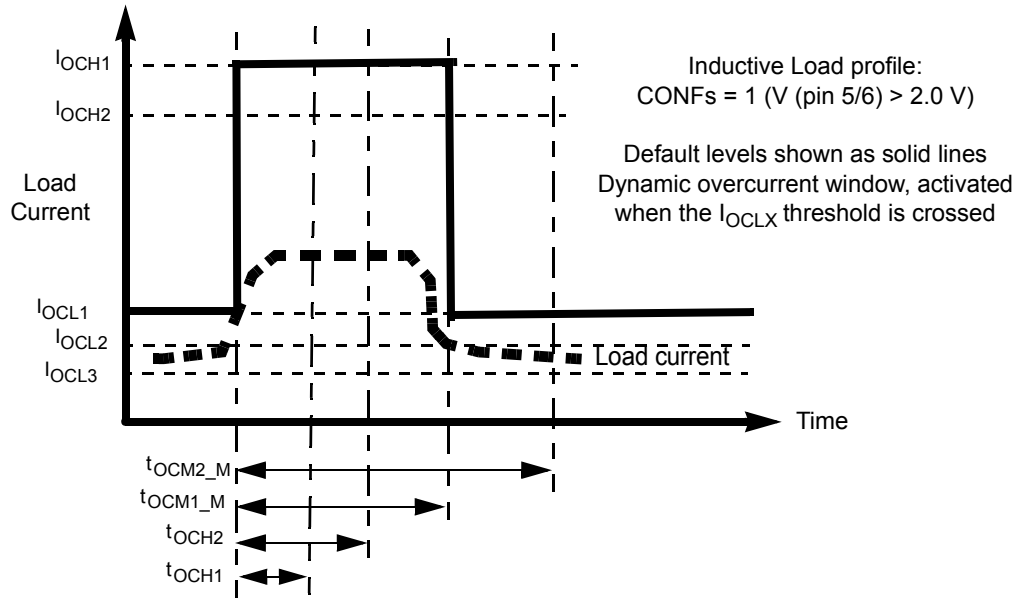 I_OCH1
I_OCH2
Load
Current
I_OCL1
I_OCL2
I_OCL3
Inductive Load profile:
CONFs = 1 (V (pin 5/6) > 2.0 V)
Default levels shown as solid lines
Dynamic overcurrent window, activated
when the I_OCLX threshold is crossed
Load current
Time
t_OCM2_M
t_OCM1_M
t_OCH2
t_OCH1